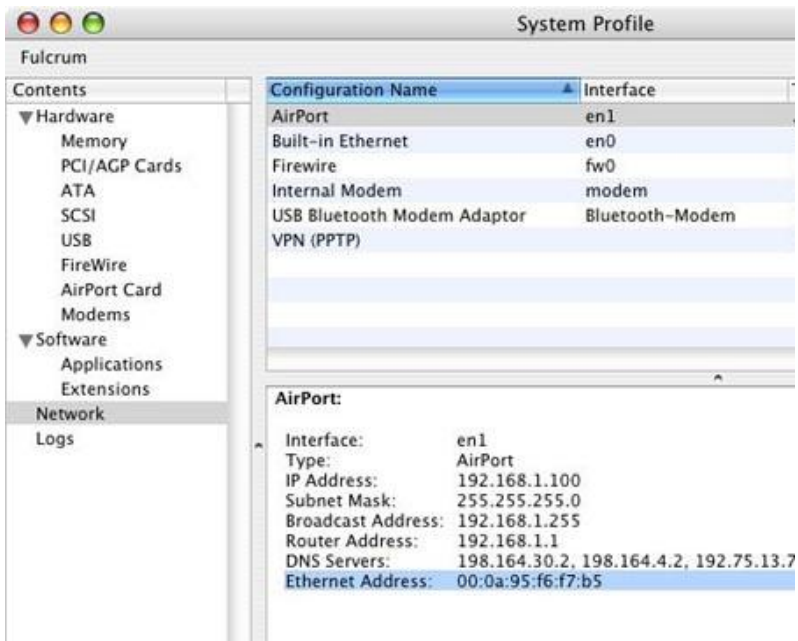 System Profile
Fulcrum
Contents
Hardware
Memory
PCI/AGP Cards
ATA
SCSI
USB
FireWire
AirPort Card
Modems
Software
Applications
Extensions
Network
Logs
Configuration Name Interface
AirPort en1
Built-in Ethernet en0
Firewire fw0
Internal Modem modem
USB Bluetooth Modem Adaptor Bluetooth-Modem
VPN (PPTP)
AirPort:
Interface: en1
Type: AirPort
IP Address: 192.168.1.100
Subnet Mask: 255.255.255.0
Broadcast Address: 192.168.1.255
Router Address: 192.168.1.1
DNS Servers: 198.164.30.2, 198.164.4.2, 192.75.13.7
Ethernet Address: 00:0a:95:f6:f7:b5